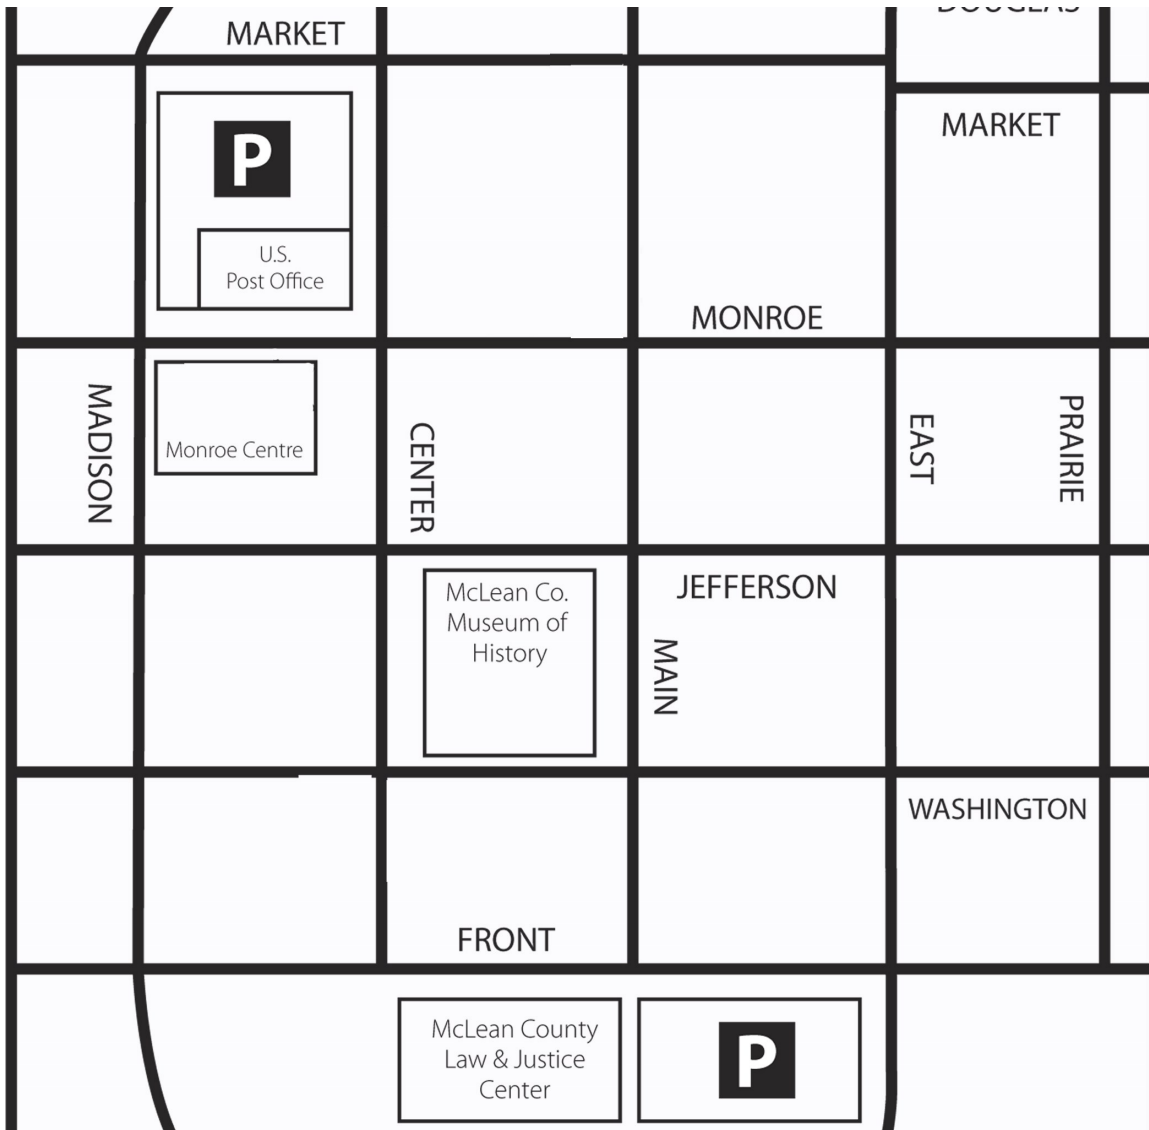 DOUGLAS
MARKET
MARKET
P
U.S.
Post Office
MONROE
MADISON
Monroe Centre
CENTER
EAST
PRAIRIE
McLean Co.
Museum of
History
JEFFERSON
MAIN
WASHINGTON
FRONT
McLean County
Law & Justice
Center
P